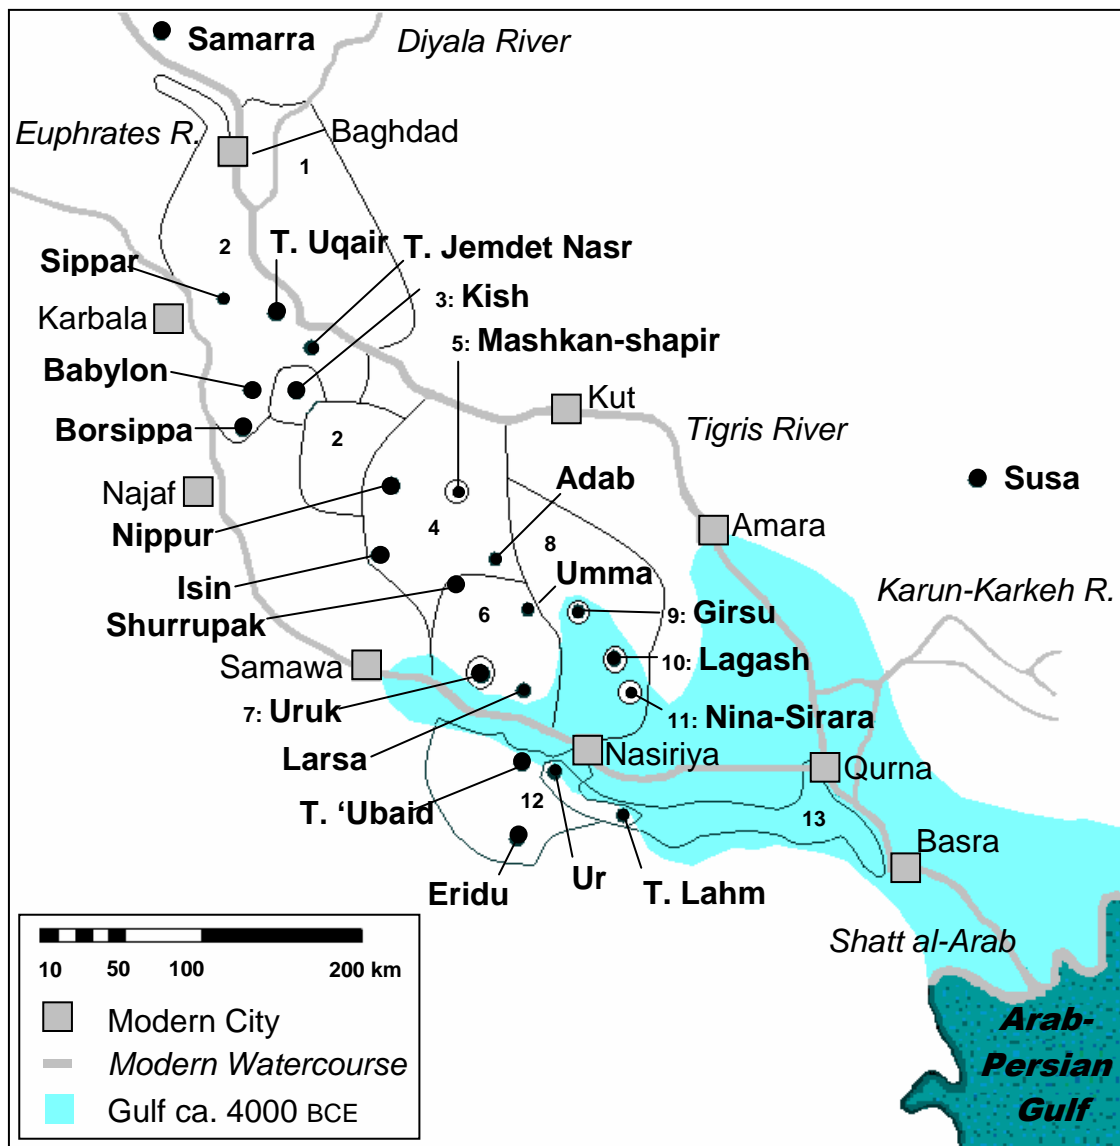 Samarra
Diyala River
Euphrates R.
Baghdad
1
2
T. Uqair
T. Jemdet Nasr
Sippar
3: Kish
Karbala
5: Mashkan-shapir
Babylon
Kut
Borsippa
Tigris River
2
Adab
Susa
Najaf
Nippur
4
Amara
8
Isin
Umma
Karun-Karkeh R.
Shurrupak
6
9: Girsu
Samawa
10: Lagash
7: Uruk
11: Nina-Sirara
Larsa
Nasiriya
Qurna
T. ‘Ubaid
12
13
Basra
Eridu
Ur
T. Lahm
Shatt al-Arab
10 50 100 200 km
Modern City
Modern Watercourse
Gulf ca. 4000 BCE
Arab-
Persian
Gulf